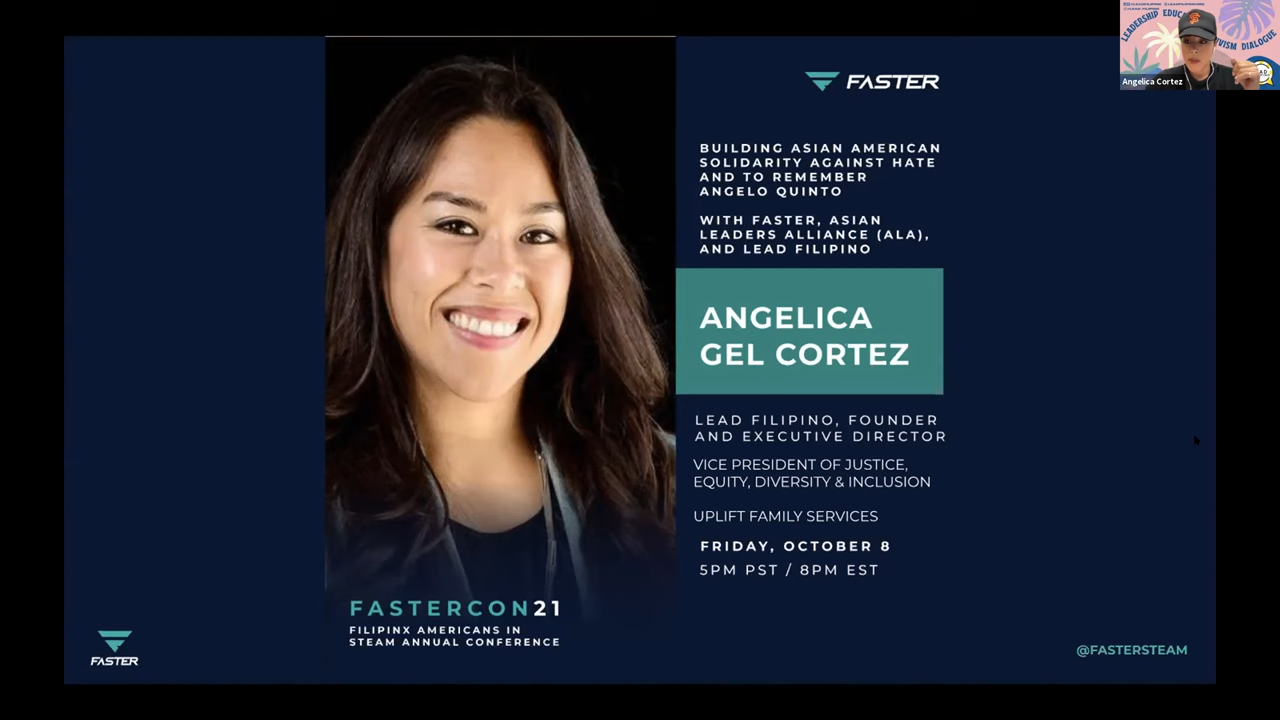 FASTER
BUILDING ASIAN AMERICAN
SOLIDARITY AGAINST HATE
AND TO REMEMBER
ANGELO QUINTO
WITH FASTER, ASIAN
LEADERS ALLIANCE (ALA),
AND LEAD FILIPINO
ANGELICA
GEL CORTEZ
LEAD FILIPINO, FOUNDER
AND EXECUTIVE DIRECTOR
VICE PRESIDENT OF JUSTICE,
EQUITY, DIVERSITY & INCLUSION
UPLIFT FAMILY SERVICES
FRIDAY, OCTOBER 8
5PM PST / 8PM EST
FASTERCON21
FILIPINX AMERICANS IN
STEAM ANNUAL CONFERENCE
FASTER
@FASTERSTEAM
LEADERSHIP
DIALOGUE
Angelica Cortez